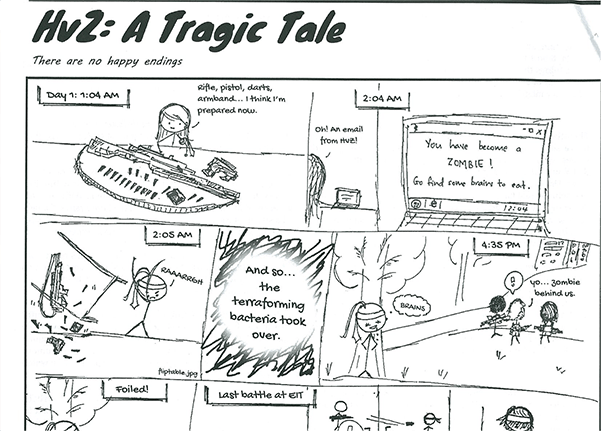 HvZ: A Tragic Tale
There are no happy endings
Day 1: 1:04 AM
Rifle, pistol, darts,
armband... I think I'm
prepared now.
2:04 AM
Oh! An email
from HvZ!
You have become a
ZOMBIE!
Go find some brains to eat.
12:04
2:05 AM
RAAARRGH
fliptable.jpg
And so...
the
terraforming
bacteria took
over.
4:35 PM
BRAINS
yo... zombie
behind us.
Foiled!
Last battle at EIT